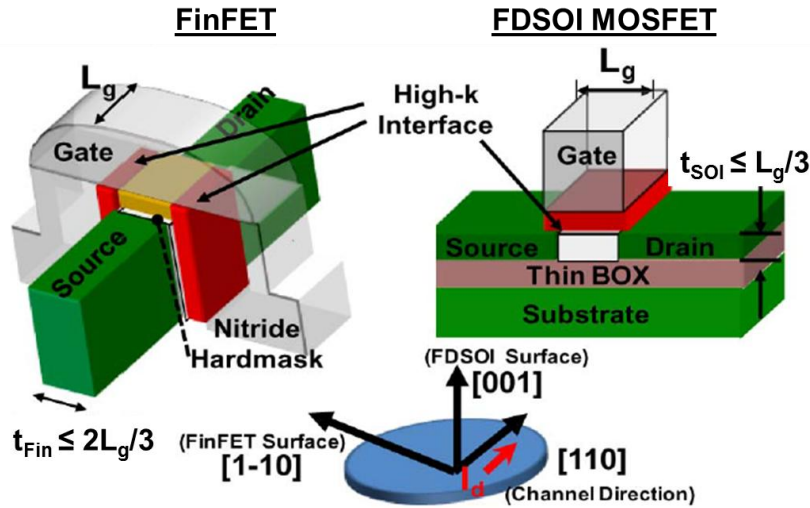 FinFET
FDSOI MOSFET
Lg
Drain
Gate
High-k
Interface
Lg
Gate
tSOI ≤ Lg/3
Source
Source
Drain
Thin BOX
Substrate
Nitride
Hardmask
tFin ≤ 2Lg/3
(FDSOI Surface)
[001]
(FinFET Surface)
[1-10]
Id
[110]
(Channel Direction)